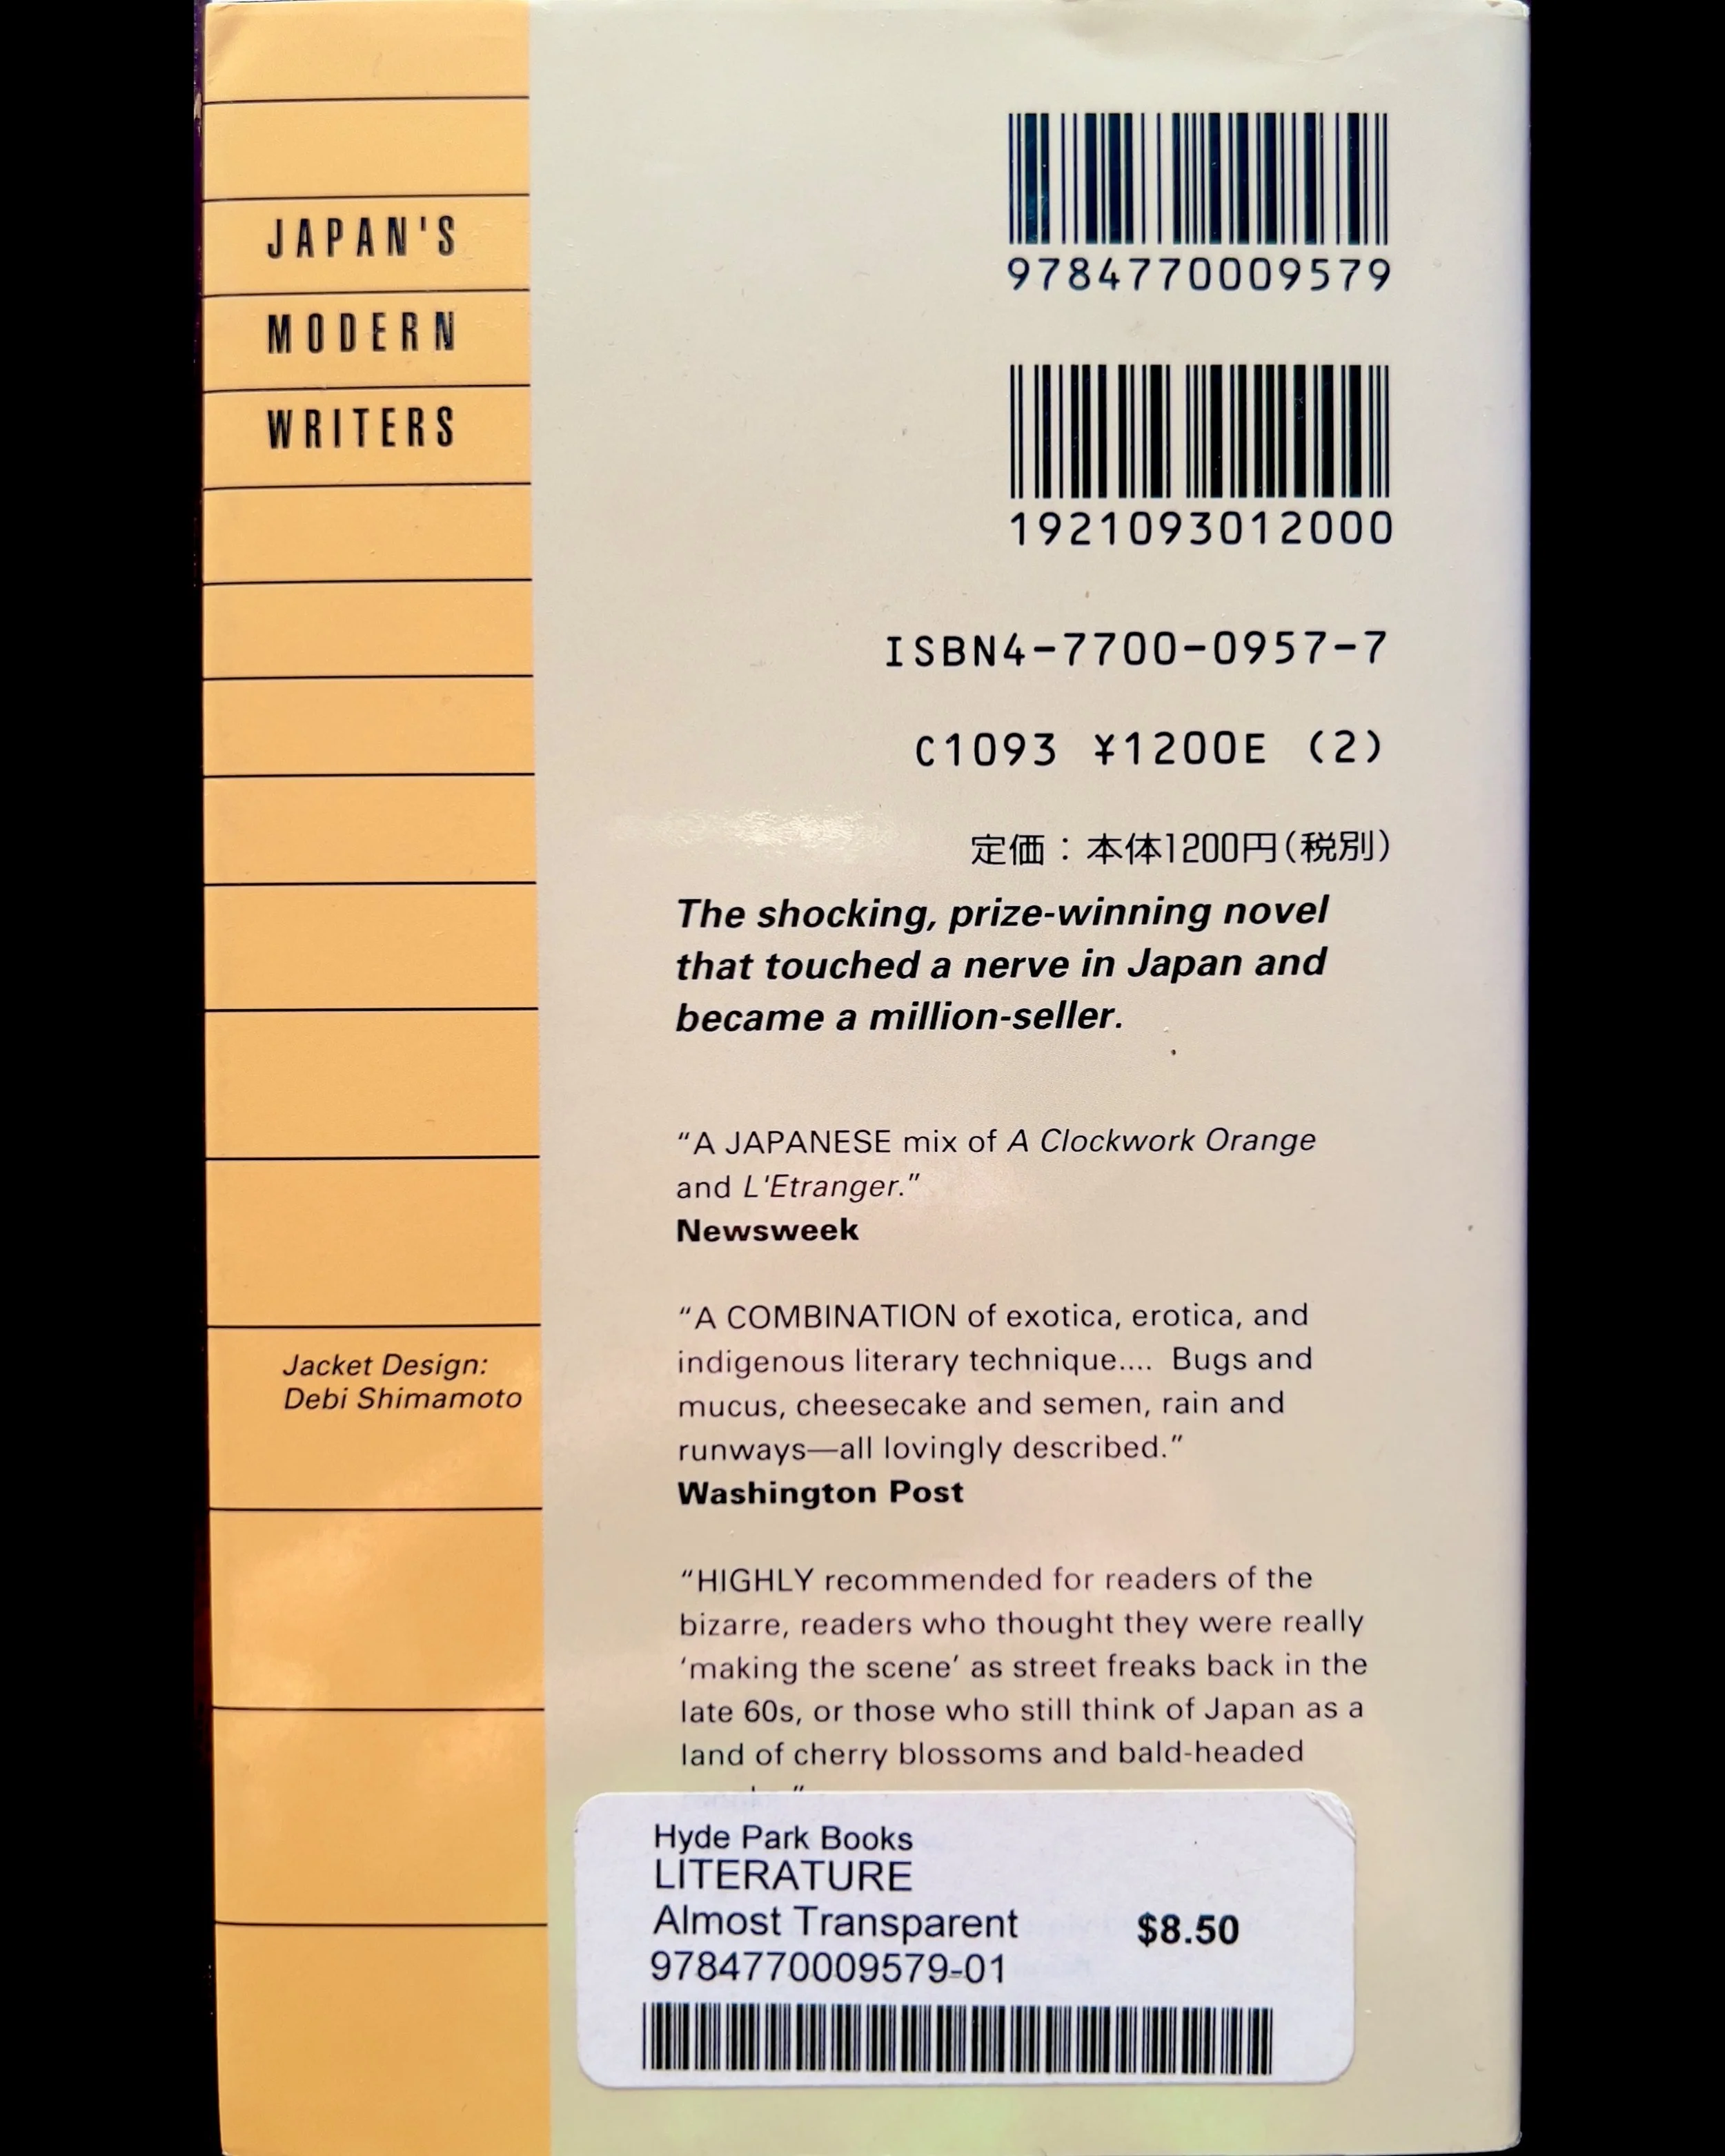 JAPAN'S
MODERN
WRITERS
Jacket Design:
Debi Shimamoto
9784770009579
1921093012000
ISBN4-7700-0957-7
C1093 ¥1200E (2)
定価：本体1200円(税別)
The shocking, prize-winning novel
that touched a nerve in Japan and
became a million-seller.
“A JAPANESE mix of A Clockwork Orange
and L'Etranger.”
Newsweek
“A COMBINATION of exotica, erotica, and
indigenous literary technique.... Bugs and
mucus, cheesecake and semen, rain and
runways—all lovingly described.”
Washington Post
“HIGHLY recommended for readers of the
bizarre, readers who thought they were really
‘making the scene’ as street freaks back in the
late 60s, or those who still think of Japan as a
land of cherry blossoms and bald-headed
Hyde Park Books
LITERATURE
Almost Transparent
$8.50
9784770009579-01